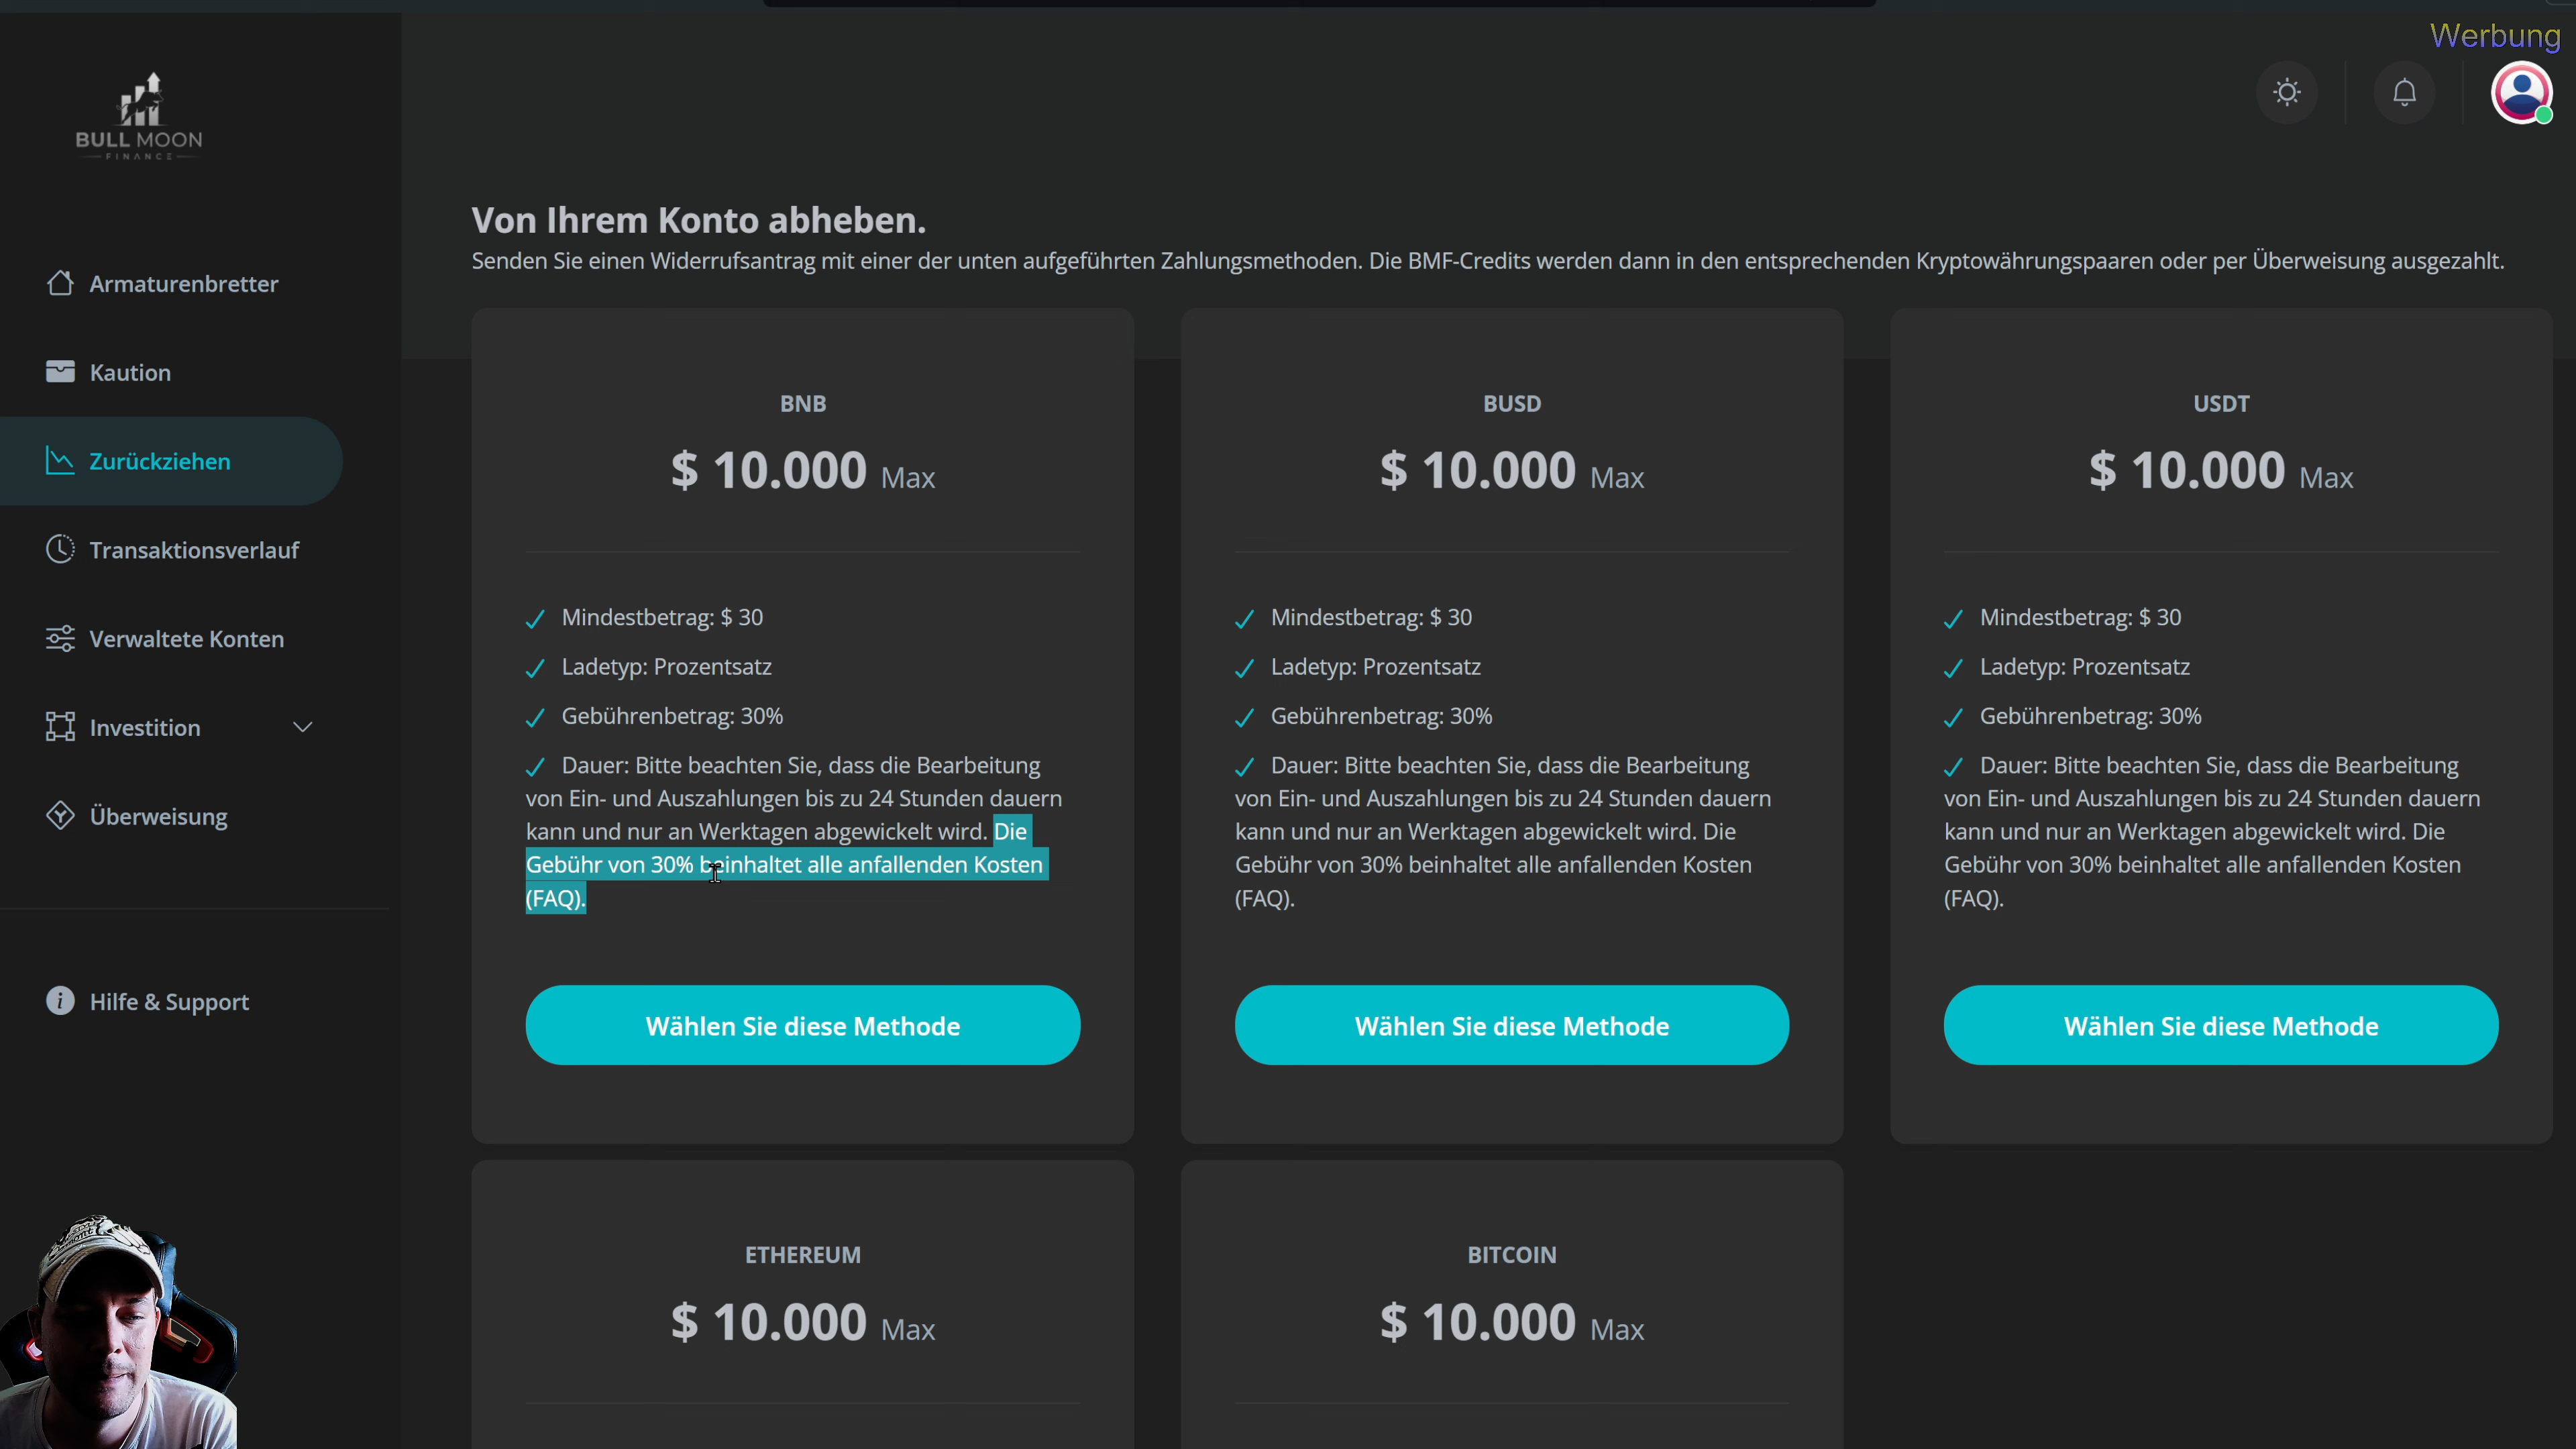 Werbung
BULL MOON
FINANCE
Armaturenbretter
Kaution
Zurückziehen
Transaktionsverlauf
Verwaltete Konten
Investition
Überweisung
Hilfe & Support
Von Ihrem Konto abheben.
Senden Sie einen Widerrufsantrag mit einer der unten aufgeführten Zahlungsmethoden. Die BMF-Credits werden dann in den entsprechenden Kryptowährungspaaren oder per Überweisung ausgezahlt.
BNB
$ 10.000 Max
Mindestbetrag: $ 30
Ladetyp: Prozentsatz
Gebührenbetrag: 30%
Dauer: Bitte beachten Sie, dass die Bearbeitung
von Ein- und Auszahlungen bis zu 24 Stunden dauern
kann und nur an Werktagen abgewickelt wird. Die
Gebühr von 30% beinhaltet alle anfallenden Kosten
(FAQ).
Wählen Sie diese Methode
BUSD
$ 10.000 Max
Mindestbetrag: $ 30
Ladetyp: Prozentsatz
Gebührenbetrag: 30%
Dauer: Bitte beachten Sie, dass die Bearbeitung
von Ein- und Auszahlungen bis zu 24 Stunden dauern
kann und nur an Werktagen abgewickelt wird. Die
Gebühr von 30% beinhaltet alle anfallenden Kosten
(FAQ).
Wählen Sie diese Methode
USDT
$ 10.000 Max
Mindestbetrag: $ 30
Ladetyp: Prozentsatz
Gebührenbetrag: 30%
Dauer: Bitte beachten Sie, dass die Bearbeitung
von Ein- und Auszahlungen bis zu 24 Stunden dauern
kann und nur an Werktagen abgewickelt wird. Die
Gebühr von 30% beinhaltet alle anfallenden Kosten
(FAQ).
Wählen Sie diese Methode
ETHEREUM
$ 10.000 Max
BITCOIN
$ 10.000 Max